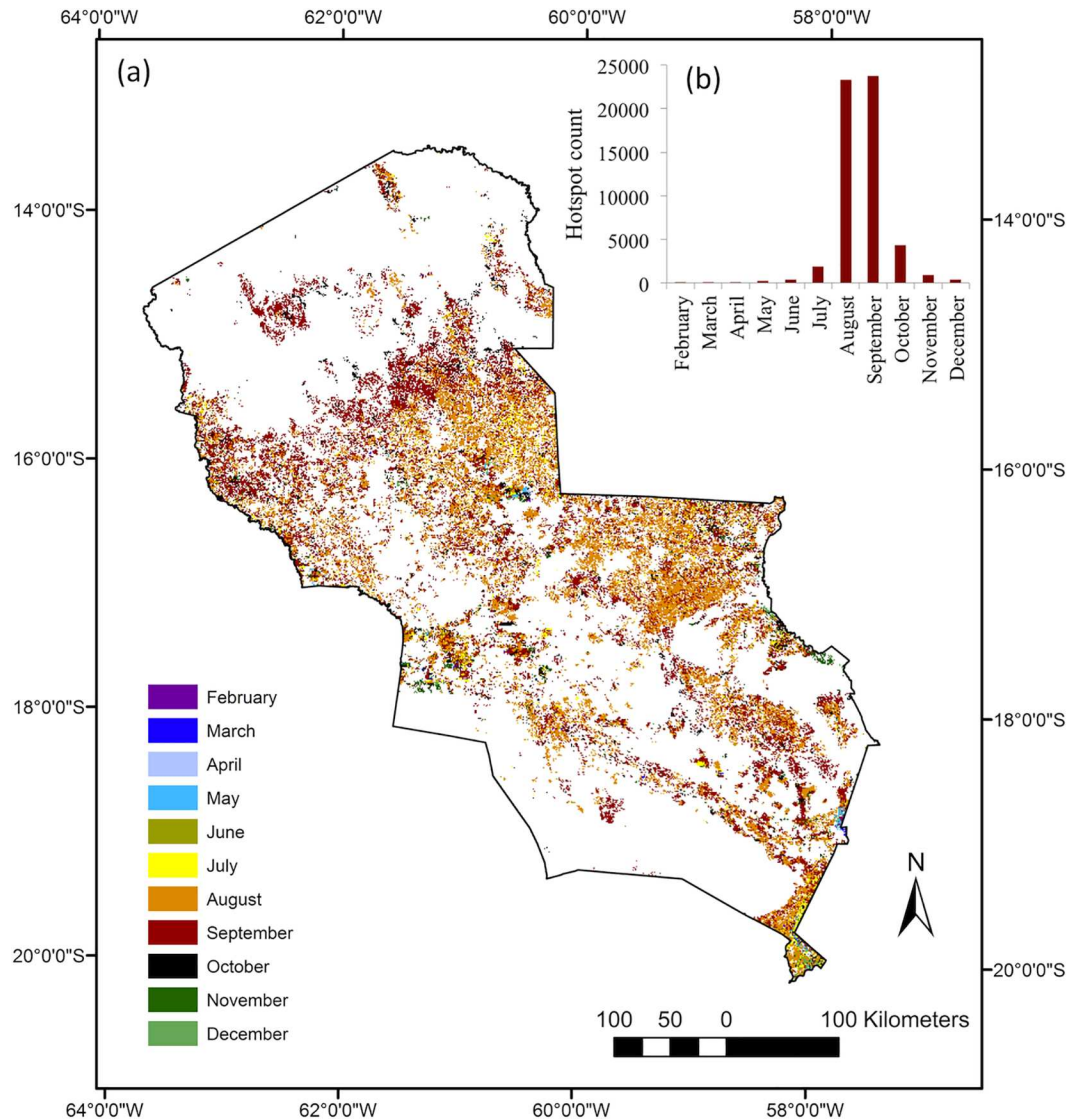 64°0'0"W 62°0'0"W 60°0'0"W 58°0'0"W
(a)
(b)
25000
20000
15000
10000
5000
0
Hotspot count
February
March
April
May
June
July
August
September
October
November
December
14°0'0"S
14°0'0"S
16°0'0"S
16°0'0"S
18°0'0"S
18°0'0"S
20°0'0"S
20°0'0"S
February
March
April
May
June
July
August
September
October
November
December
N
100 50 0 100 Kilometers
64°0'0"W 62°0'0"W 60°0'0"W 58°0'0"W